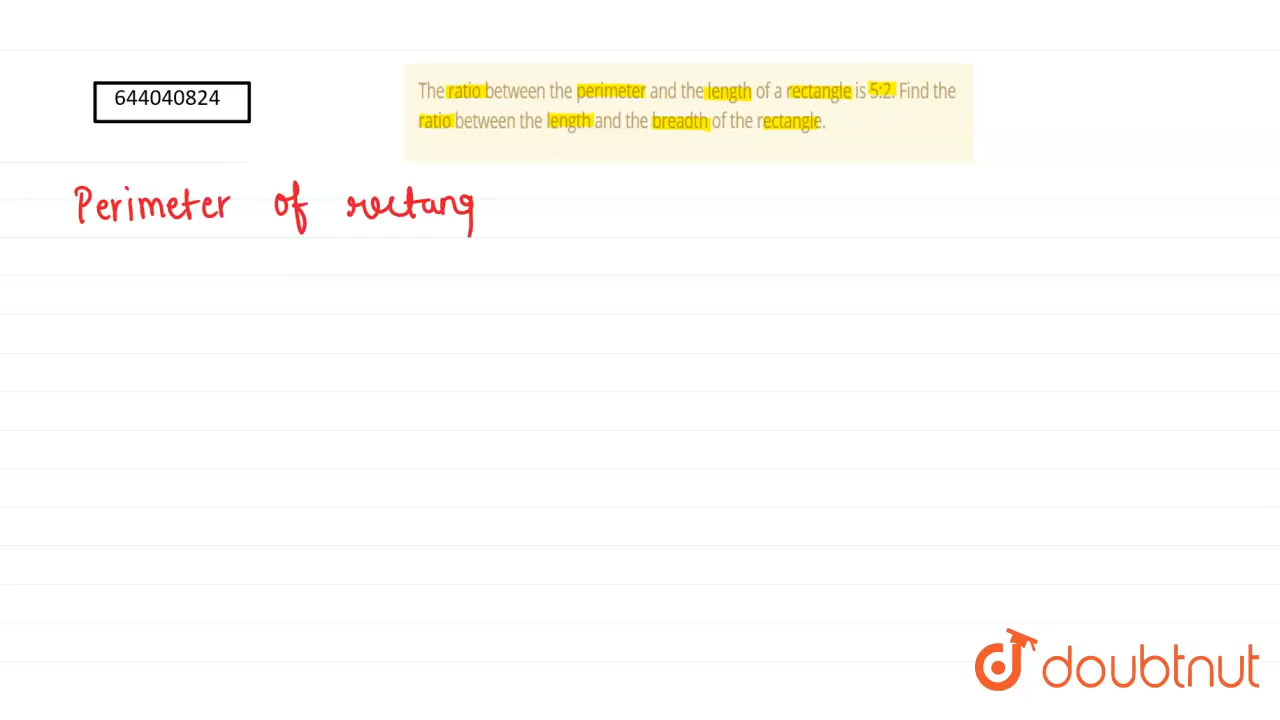 644040824
The ratio between the perimeter and the length of a rectangle is 5:2. Find the
ratio between the length and the breadth of the rectangle.
Perimeter of rectang
doubtnut